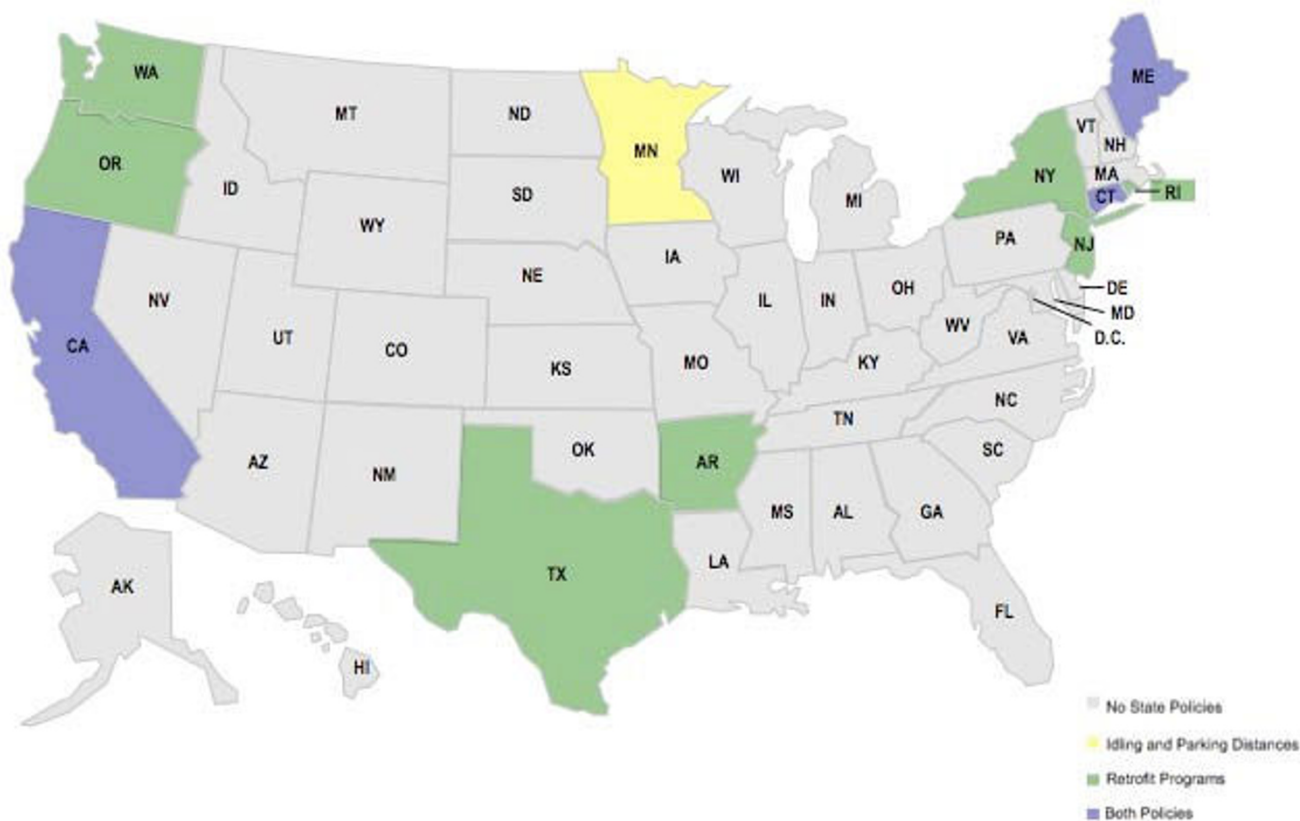 ME
WA
MT
ND
VT
MN
NH
OR
MA
NY
WI
ID
SD
CT
RI
MI
WY
PA
NJ
IA
NE
DE
OH
NV
IL
IN
MD
WV
UT
D.C.
VA
CA
CO
MO
KY
KS
NC
TN
OK
SC
AZ
AR
NM
MS
AL
GA
LA
TX
AK
FL
HI
No State Policies
Idling and Parking Distances
Retrofit Programs
Both Policies